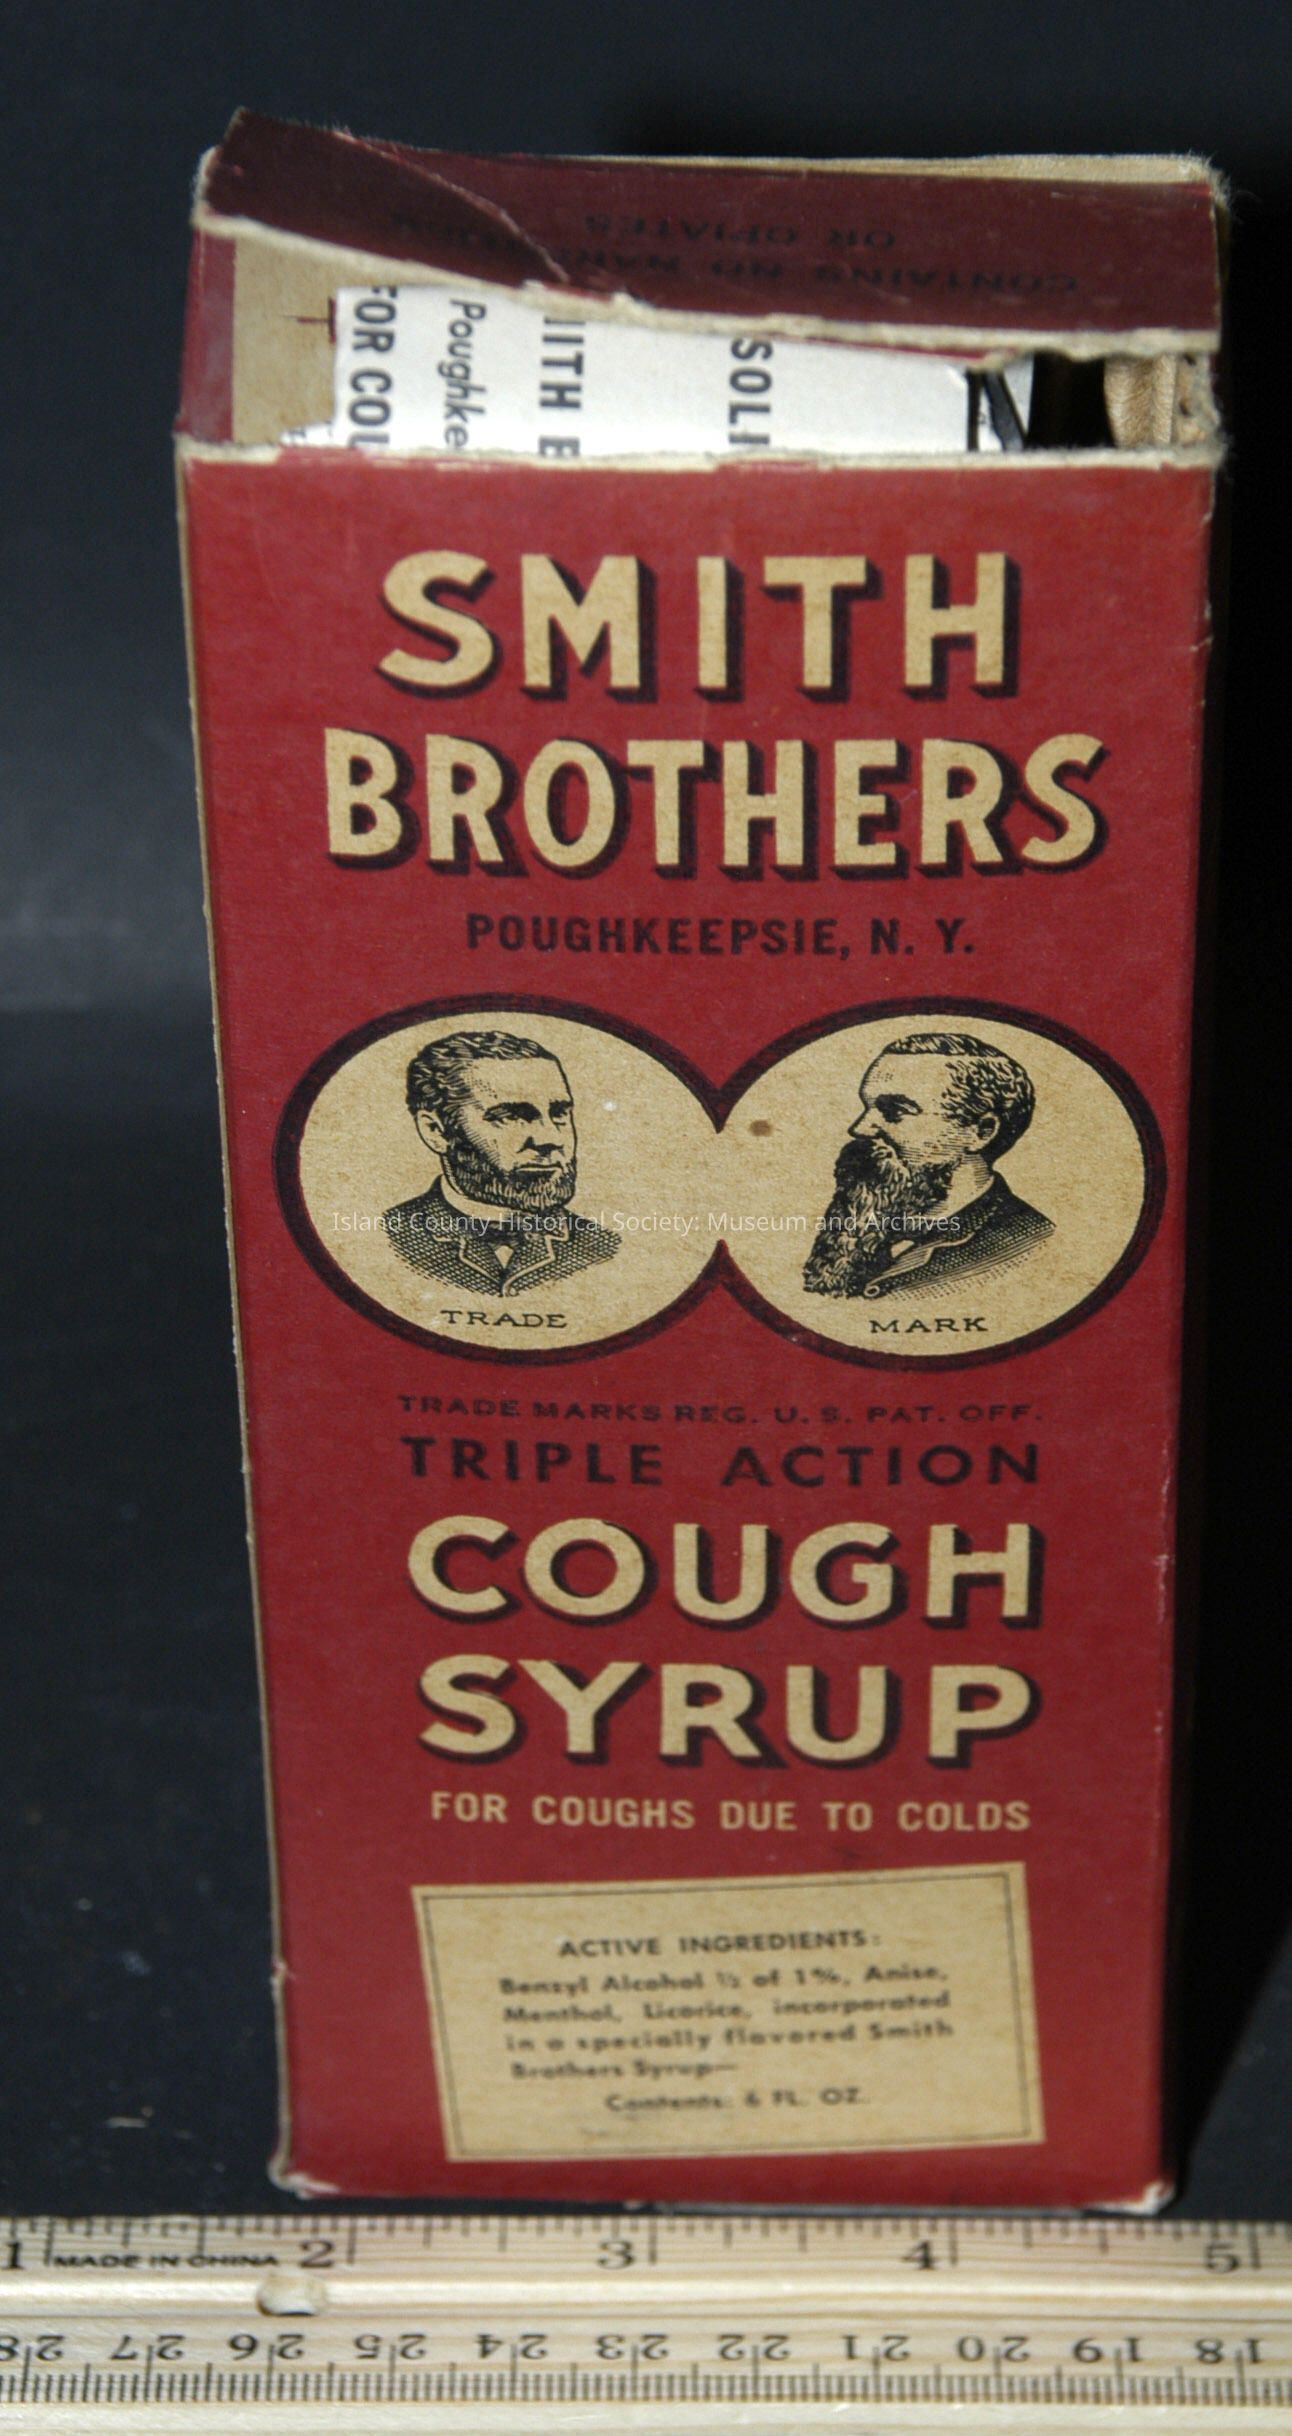 CONTAINS NO NARCOTICS
OR OPIATES
FOR COU
Poughke
ITH B
SOLI
SMITH
BROTHERS
POUGHKEEPSIE, N. Y.
TRADE
MARK
Island County Historical Society: Museum and Archives
TRADE MARKS REG. U. S. PAT. OFF.
TRIPLE ACTION
COUGH
SYRUP
FOR COUGHS DUE TO COLDS
ACTIVE INGREDIENTS:
Benzyl Alcohol ½ of 1%, Anise,
Menthol, Licorice, incorporated
in a specially flavored Smith
Brothers Syrup—
Contents: 6 FL. OZ.
1 MADE IN CHINA 2 3 4 5
28 27 26 25 24 23 22 21 20 19 18